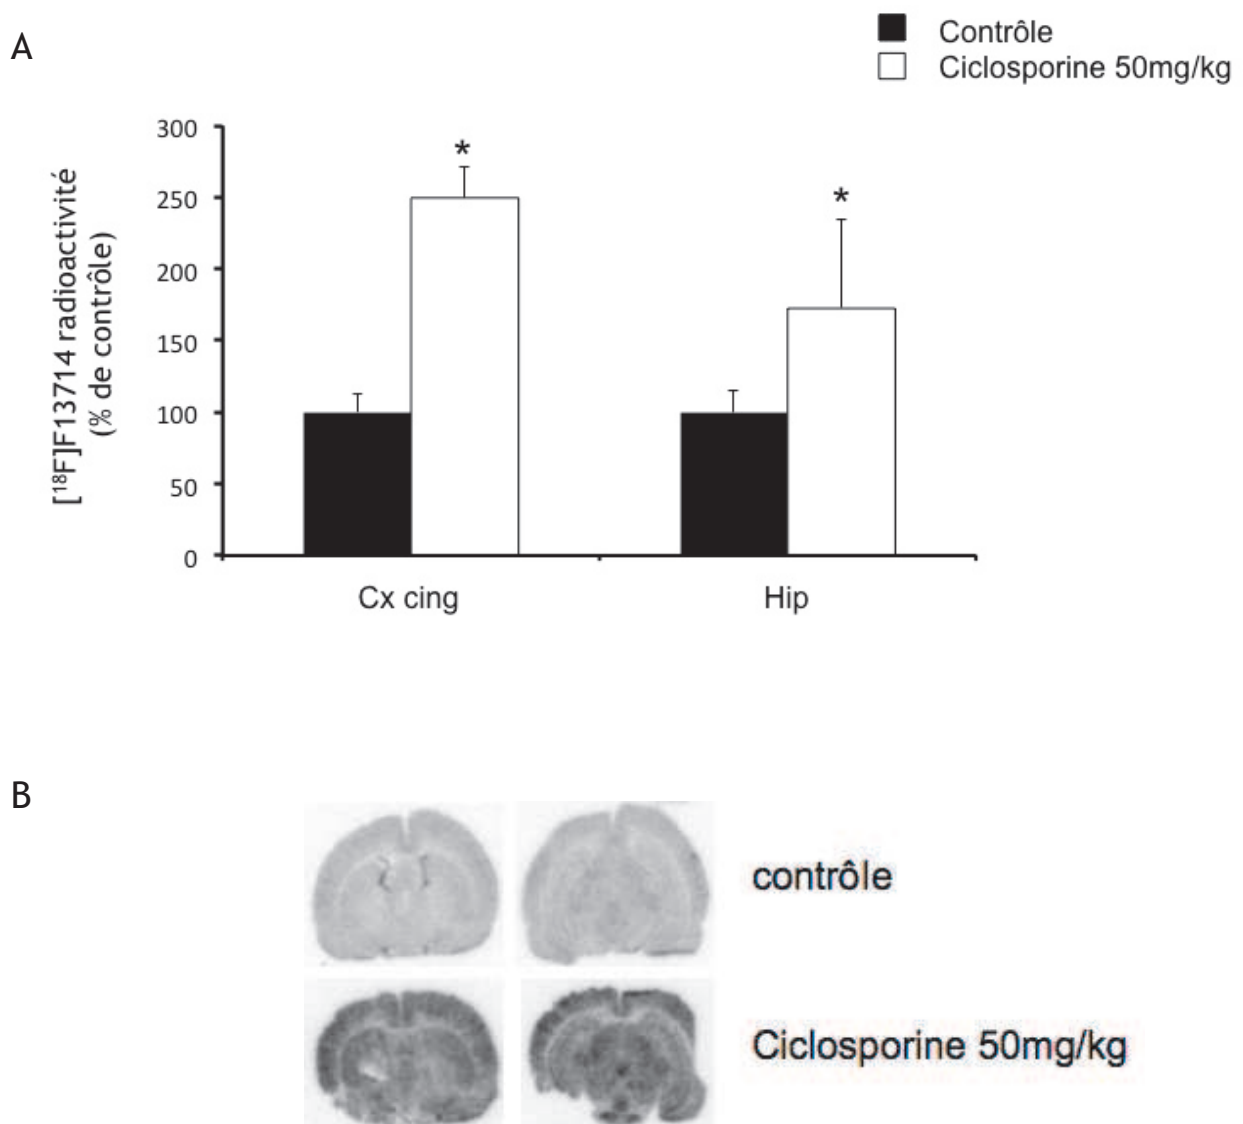 A
Contrôle
Ciclosporine 50mg/kg
[¹⁸F]F13714 radioactivité
(% de contrôle)
300
250
200
150
100
50
0
*
*
Cx cing
Hip
B
contrôle
Ciclosporine 50mg/kg